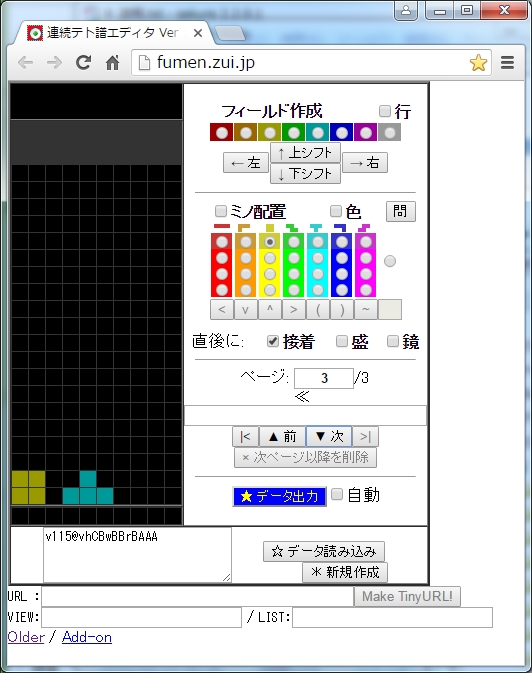 連続テト譜エディタ Ver
fumen.zui.jp
フィールド作成 行
← 左 ↑ 上シフト → 右
↓ 下シフト
ミノ配置 色 問
< v ^ > ( ) ~
直後に: 接着 盛 鏡
ページ: 3 /3
≪
|< ▲ 前 ▼ 次 >|
× 次ページ以降を削除
★ データ出力 自動
v115@vhCBwBBrBAAA
☆ データ読み込み
＊ 新規作成
URL : Make TinyURL!
VIEW: / LIST:
Older / Add-on